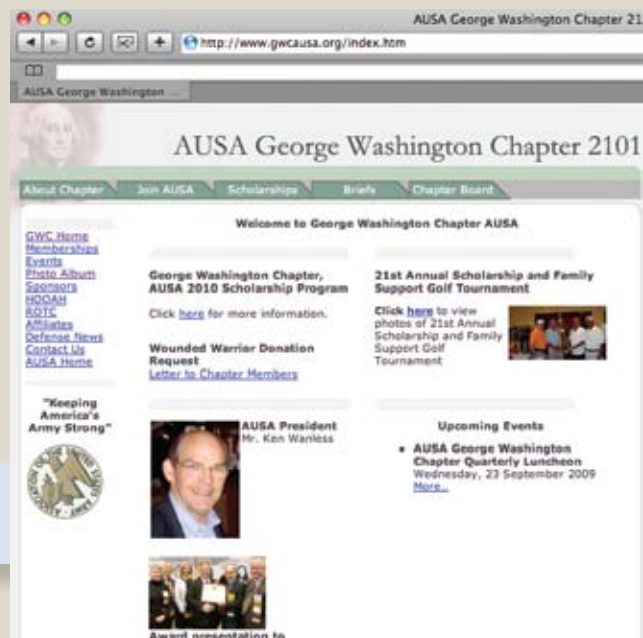 AUSA George Washington Chapter 21
http://www.gwcausa.org/index.htm
AUSA George Washington ...
AUSA George Washington Chapter 2101
About Chapter
Join AUSA
Scholarships
Briefs
Chapter Board
Welcome to George Washington Chapter AUSA
GWC Home
Memberships
Events
Photo Album
Sponsors
HOOAH
ROTC
Affiliates
Defense News
Contact Us
AUSA Home
"Keeping
America's
Army Strong"
George Washington Chapter,
AUSA 2010 Scholarship Program
Click here for more information.
Wounded Warrior Donation
Request
Letter to Chapter Members
21st Annual Scholarship and Family
Support Golf Tournament
Click here to view
photos of 21st Annual
Scholarship and Family
Support Golf
Tournament
AUSA President
Mr. Ken Wanless
Upcoming Events
• AUSA George Washington
Chapter Quarterly Luncheon
Wednesday, 23 September 2009
More..
Award presentation to